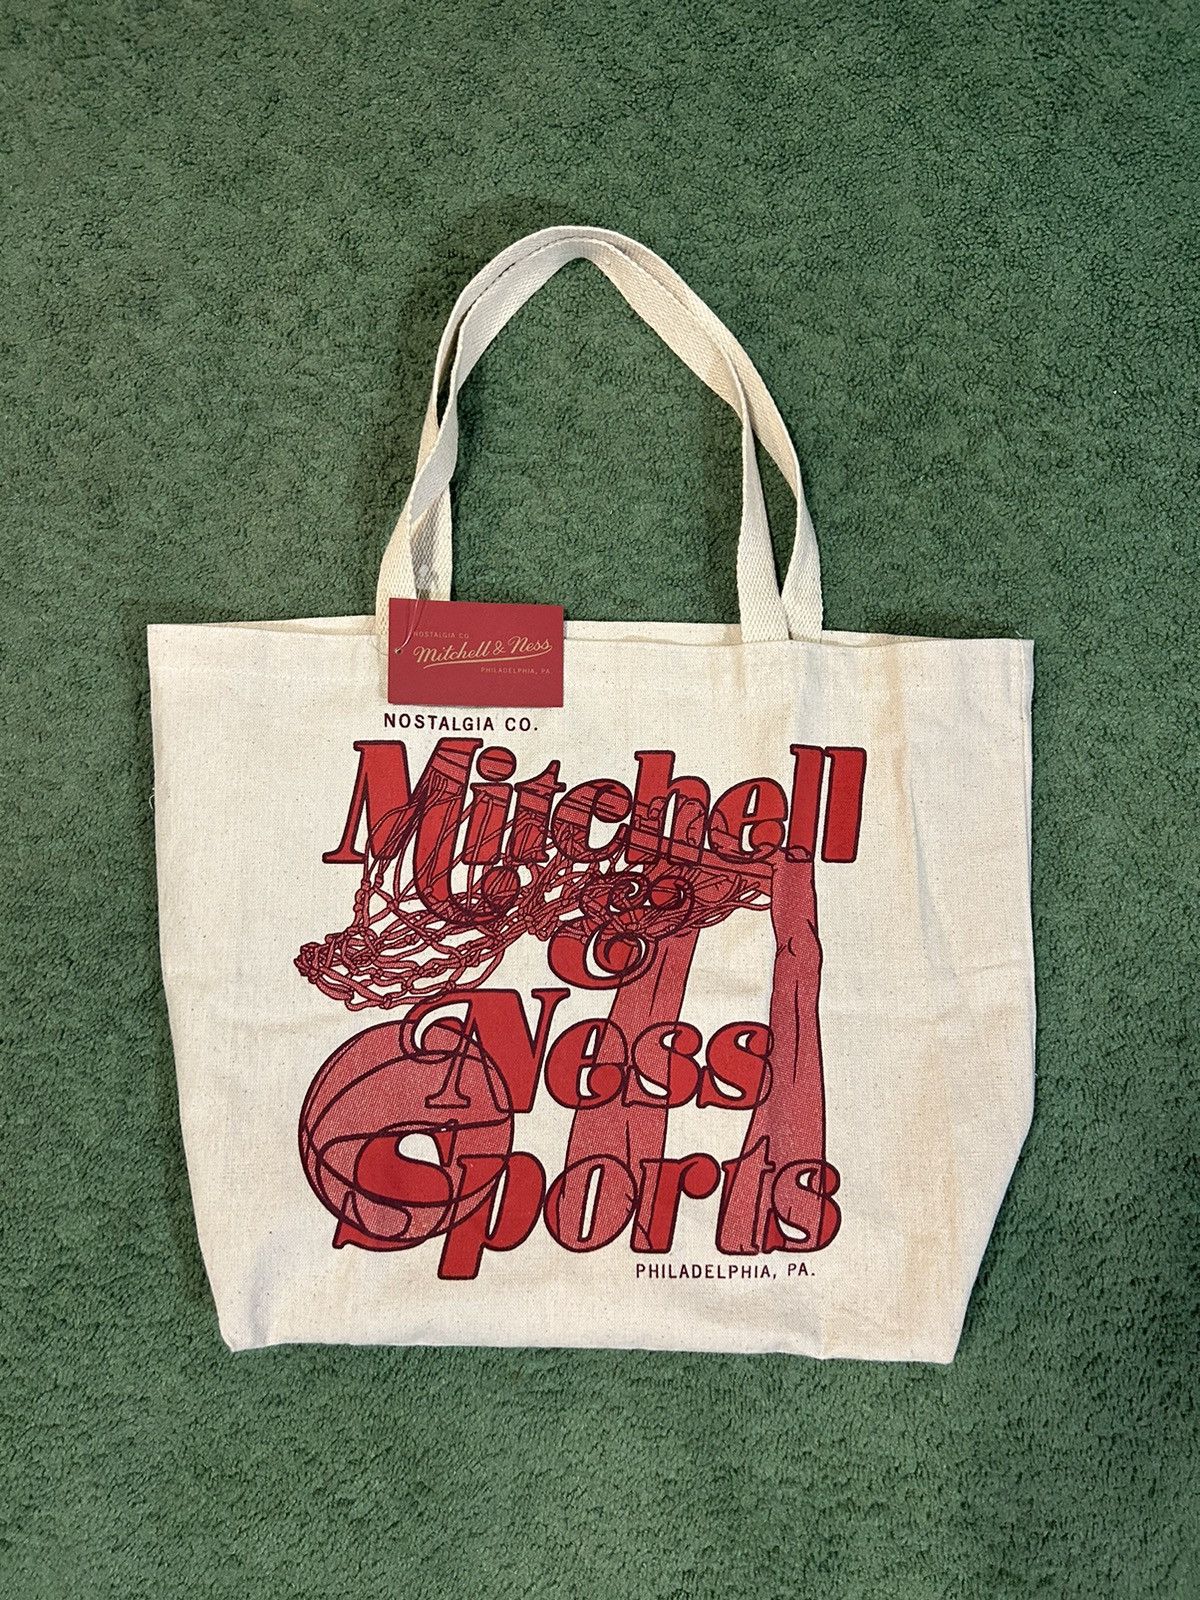 NOSTALGIA CO.
Mitchell & Ness
PHILADELPHIA, PA
NOSTALGIA CO.
Mitchell
&
Ness
Sports
PHILADELPHIA, PA.